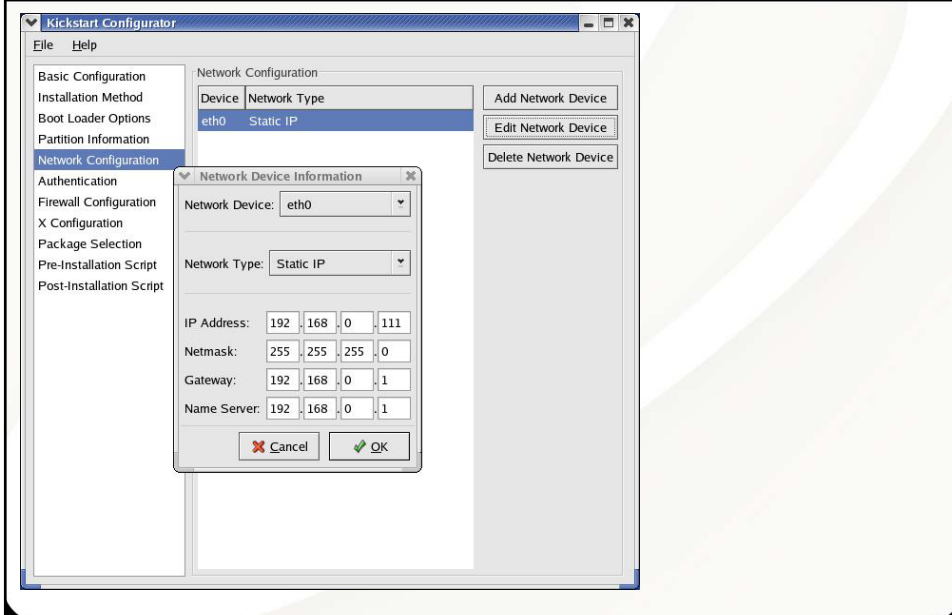 Kickstart Configurator
File Help
Basic Configuration
Installation Method
Boot Loader Options
Partition Information
Network Configuration
Authentication
Firewall Configuration
X Configuration
Package Selection
Pre-Installation Script
Post-Installation Script
Network Configuration
Device Network Type
eth0 Static IP
Add Network Device
Edit Network Device
Delete Network Device
Network Device Information
Network Device: eth0
Network Type: Static IP
IP Address: 192 . 168 . 0 . 111
Netmask: 255 . 255 . 255 . 0
Gateway: 192 . 168 . 0 . 1
Name Server: 192 . 168 . 0 . 1
Cancel OK